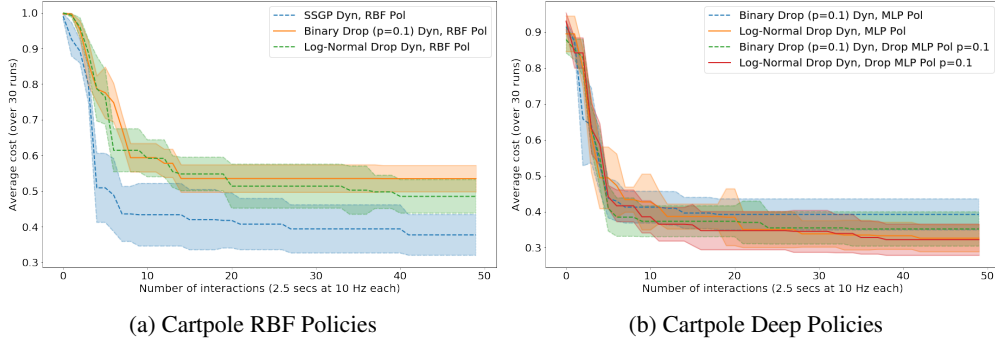 SSGP Dyn, RBF Pol
Binary Drop (p=0.1) Dyn, RBF Pol
Log-Normal Drop Dyn, RBF Pol
Average cost (over 30 runs)
1.0
0.9
0.8
0.7
0.6
0.5
0.4
0.3
0 10 20 30 40 50
Number of interactions (2.5 secs at 10 Hz each)
(a) Cartpole RBF Policies
Binary Drop (p=0.1) Dyn, MLP Pol
Log-Normal Drop Dyn, MLP Pol
Binary Drop (p=0.1) Dyn, Drop MLP Pol p=0.1
Log-Normal Drop Dyn, Drop MLP Pol p=0.1
Average cost (over 30 runs)
1.0
0.9
0.8
0.7
0.6
0.5
0.4
0.3
0 10 20 30 40 50
Number of interactions (2.5 secs at 10 Hz each)
(b) Cartpole Deep Policies